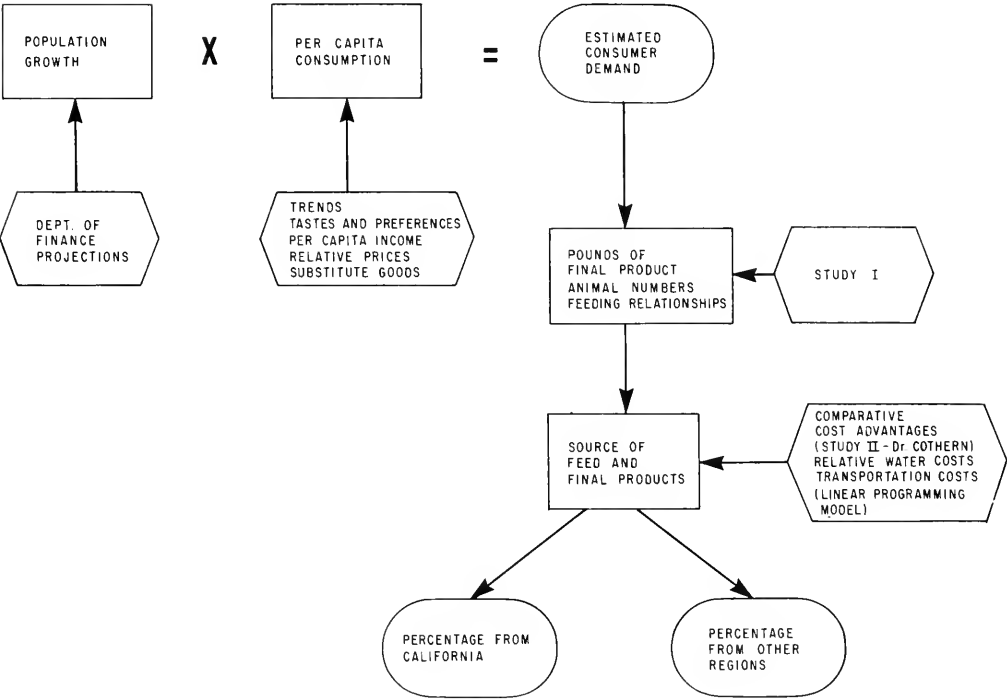 POPULATION
GROWTH
X
PER CAPITA
CONSUMPTION
=
ESTIMATED
CONSUMER
DEMAND
DEPT. OF
FINANCE
PROJECTIONS
TRENDS
TASTES AND PREFERENCES
PER CAPITA INCOME
RELATIVE PRICES
SUBSTITUTE GOODS
POUNDS OF
FINAL PRODUCT
ANIMAL NUMBERS
FEEDING RELATIONSHIPS
STUDY I
SOURCE OF
FEED AND
FINAL PRODUCTS
COMPARATIVE
COST ADVANTAGES
(STUDY II - Dr. COTHERN)
RELATIVE WATER COSTS
TRANSPORTATION COSTS
(LINEAR PROGRAMMING
MODEL)
PERCENTAGE FROM
CALIFORNIA
PERCENTAGE
FROM OTHER
REGIONS